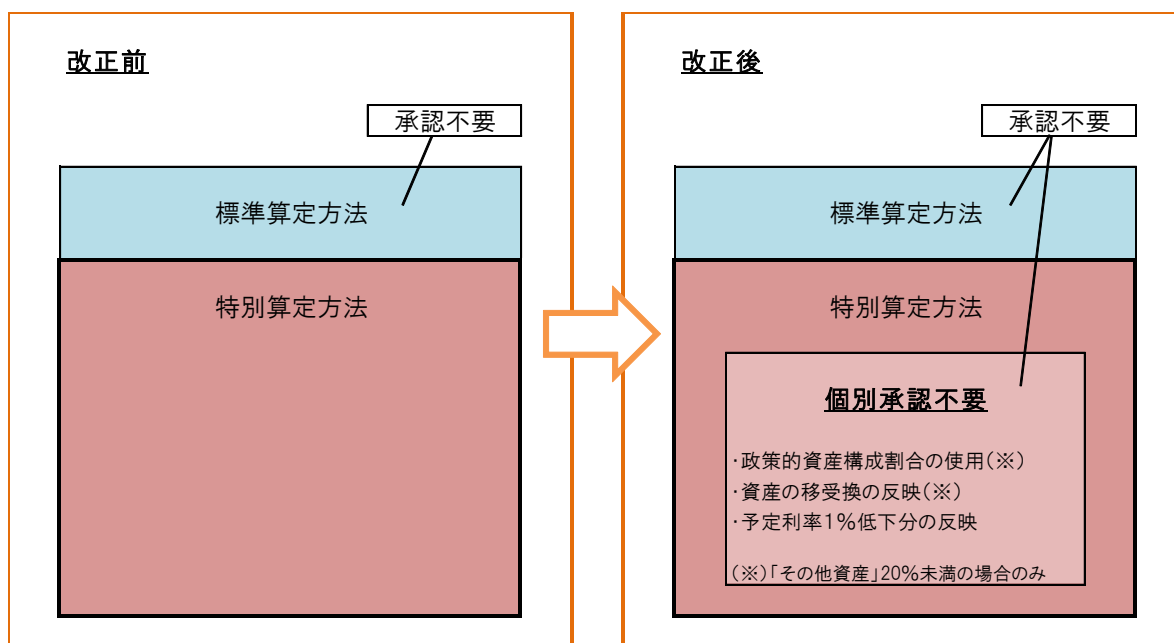 改正前
承認不要
標準算定方法
特別算定方法
改正後
承認不要
標準算定方法
特別算定方法
個別承認不要
・政策的資産構成割合の使用(※)
・資産の移受換の反映(※)
・予定利率1%低下分の反映
(※)「その他資産」20%未満の場合のみ